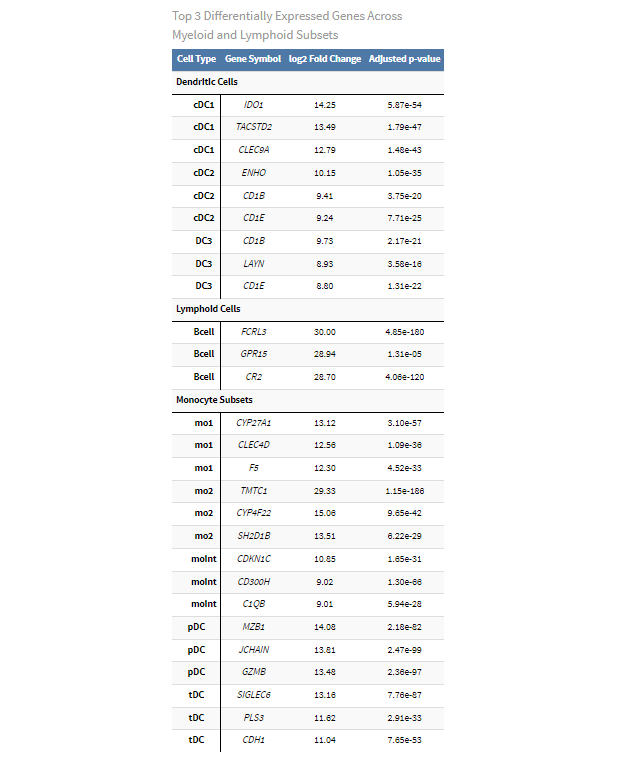 Top 3 Differentially Expressed Genes Across
Myeloid and Lymphoid Subsets
Cell Type Gene Symbol log2 Fold Change Adjusted p-value
Dendritic Cells
cDC1 IDO1 14.25 5.87e-54
cDC1 TACSTD2 13.49 1.79e-47
cDC1 CLEC9A 12.79 1.48e-43
cDC2 ENHO 10.15 1.05e-35
cDC2 CD1B 9.41 3.75e-20
cDC2 CD1E 9.24 7.71e-25
DC3 CD1B 9.73 2.17e-21
DC3 LAYN 8.93 3.58e-16
DC3 CD1E 8.80 1.31e-22
Lymphoid Cells
Bcell FCRL3 30.00 4.85e-180
Bcell GPR15 28.94 1.31e-05
Bcell CR2 28.70 4.06e-120
Monocyte Subsets
mo1 CYP27A1 13.12 3.10e-57
mo1 CLEC4D 12.56 1.09e-36
mo1 F5 12.30 4.52e-33
mo2 TMTC1 29.33 1.15e-186
mo2 CYP4F22 15.06 9.65e-42
mo2 SH2D1B 13.51 6.22e-29
moInt CDKN1C 10.85 1.65e-31
moInt CD300H 9.02 1.30e-66
moInt C1QB 9.01 5.94e-28
pDC MZB1 14.08 2.18e-82
pDC JCHAIN 13.81 2.47e-99
pDC GZMB 13.48 2.36e-97
tDC SIGLEC6 13.16 7.76e-87
tDC PLS3 11.62 2.91e-33
tDC CDH1 11.04 7.65e-53